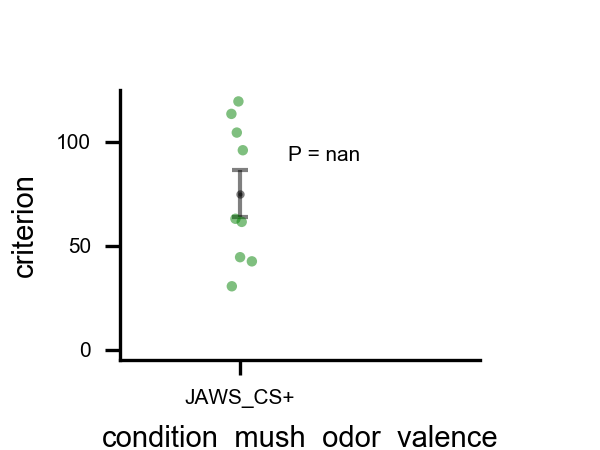 100
P = nan
50
0
criterion
JAWS_CS+
condition mush odor valence